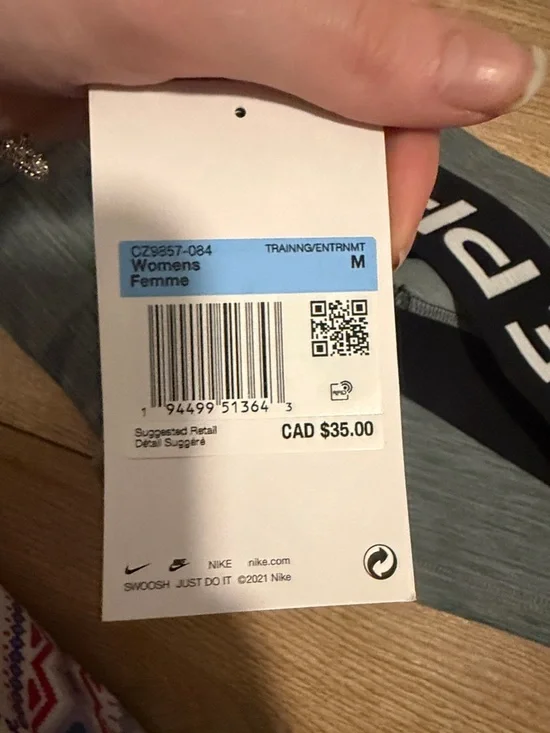 CZ9857-084 TRAINNG/ENTRNMT
Womens M
Femme
1 94499 51364 3
Suggested Retail
Détail Suggéré
CAD $35.00
NIKE nike.com
SWOOSH JUST DO IT ©2021 Nike